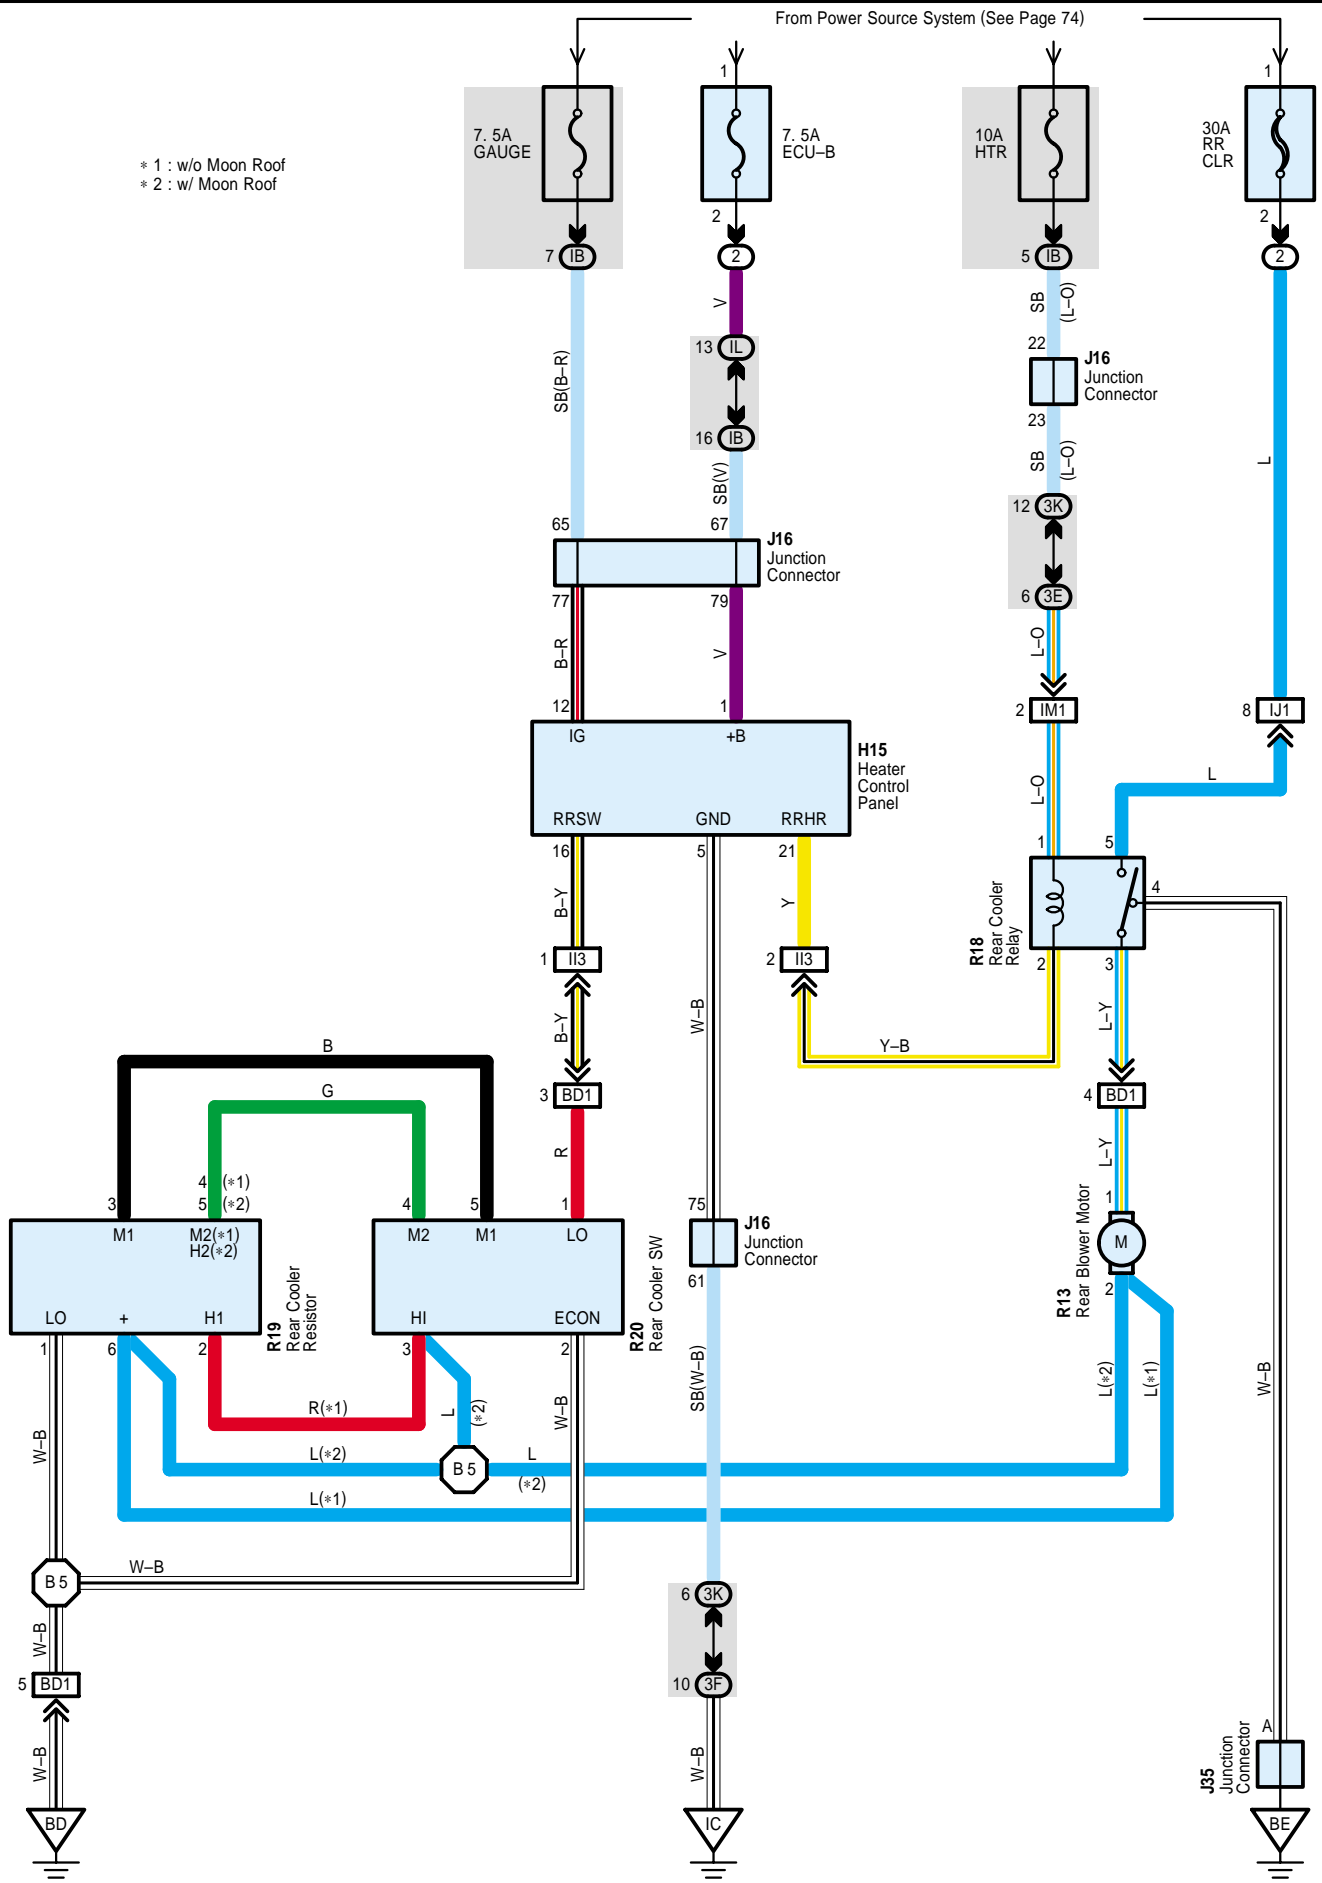 From Power Source System (See Page 74)
∗ 1 : w/o Moon Roof
∗ 2 : w/ Moon Roof
7. 5A
GAUGE
1
7. 5A
ECU–B
2
10A
HTR
1
30A
RR
CLR
2
7 IB
2
5 IB
2
SB(B–R)
V
13 IL
16 IB
SB(V)
SB
(L–O)
22
J16
Junction
Connector
23
SB
(L–O)
12 3K
6 3E
L
65
67
J16
Junction
Connector
77
79
B–R
V
L–O
12
1
2 IM1
8 IJ1
IG
+B
H15
Heater
Control
Panel
RRSW
GND
RRHR
L–O
L
16
5
21
1
5
4
R18
Rear Cooler
Relay
2
3
B–Y
Y
1 II3
2 II3
B–Y
W–B
Y–B
L–Y
3 BD1
4 BD1
B
G
R
L–Y
3
4 (∗1)
5 (∗2)
4
5
1
75
1
M1
M2(∗1)
H2(∗2)
M2
M1
LO
J16
Junction
Connector
M
R13
Rear Blower Motor
LO
+
H1
R19
Rear Cooler
Resistor
HI
ECON
R20
Rear Cooler SW
61
2
1
6
2
3
2
R(∗1)
L
(∗2)
W–B
SB(W–B)
L(∗2)
L(∗1)
W–B
W–B
L(∗2)
B 5
L
(∗2)
L(∗1)
B 5
W–B
W–B
5 BD1
W–B
BD
6 3K
10 3F
W–B
IC
A
J35
Junction
Connector
BE